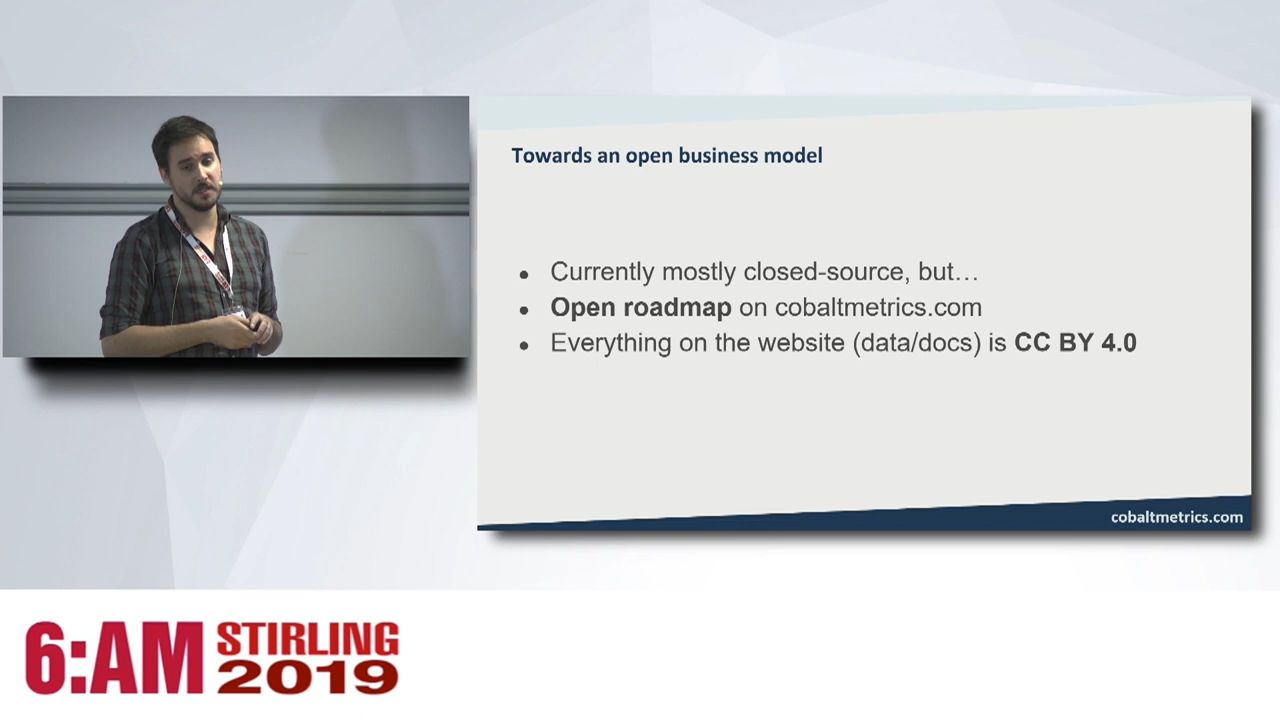 Towards an open business model
● Currently mostly closed-source, but…
● Open roadmap on cobaltmetrics.com
● Everything on the website (data/docs) is CC BY 4.0
cobaltmetrics.com
6:AM STIRLING
2019